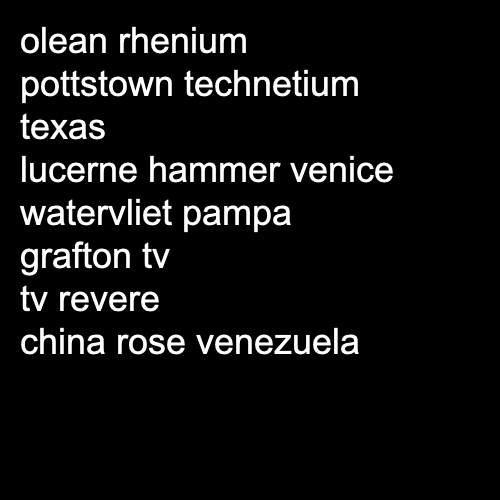 olean rhenium
pottstown technetium
texas
lucerne hammer venice
watervliet pampa
grafton tv
tv revere
china rose venezuela